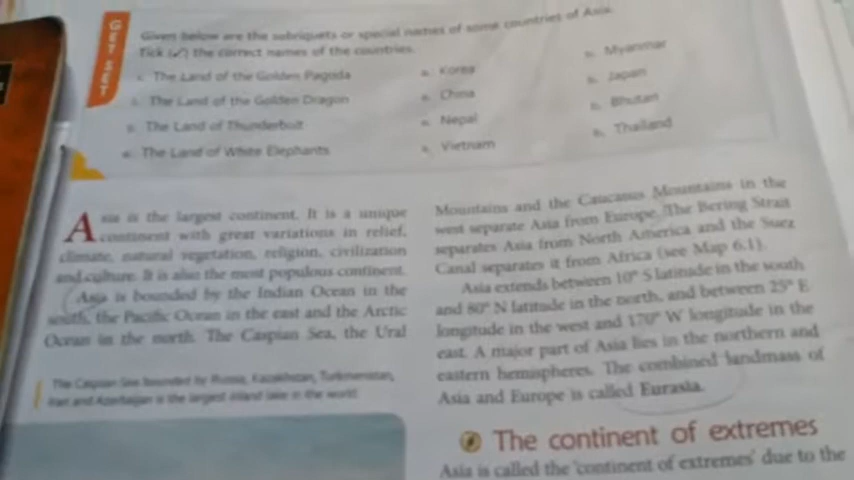 GET SET
Given below are the sobriquets or special names of some countries of Asia.
Tick (✓) the correct names of the countries.
The Land of the Golden Pagoda
a. Korea
b. Myanmar
The Land of the Golden Dragon
a. China
b. Japan
The Land of Thunderbolt
a. Nepal
b. Bhutan
The Land of White Elephants
a. Vietnam
b. Thailand
Asia is the largest continent. It is a unique
continent with great variations in relief,
climate, natural vegetation, religion, civilization
and culture. It is also the most populous continent.
Asia is bounded by the Indian Ocean in the
south, the Pacific Ocean in the east and the Arctic
Ocean in the north. The Caspian Sea, the Ural
The Caspian Sea bounded by Russia, Kazakhstan, Turkmenistan,
Iran and Azerbaijan is the largest inland lake in the world.
Mountains and the Caucasus Mountains in the
west separate Asia from Europe. The Bering Strait
separates Asia from North America and the Suez
Canal separates it from Africa (see Map 6.1).
Asia extends between 10° S latitude in the south
and 80° N latitude in the north, and between 25° E
longitude in the west and 170° W longitude in the
east. A major part of Asia lies in the northern and
eastern hemispheres. The combined landmass of
Asia and Europe is called Eurasia.
The continent of extremes
Asia is called the 'continent of extremes' due to the